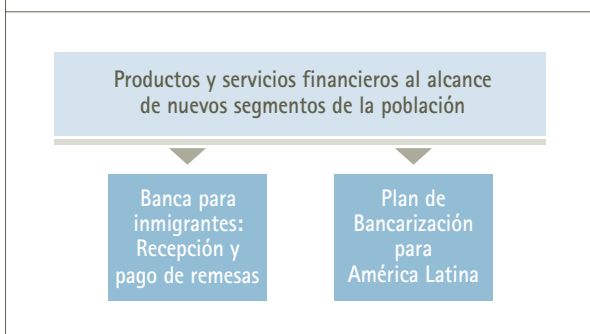 Productos y servicios financieros al alcance
de nuevos segmentos de la población
Banca para
inmigrantes:
Recepción y
pago de remesas
Plan de
Bancarización
para
América Latina